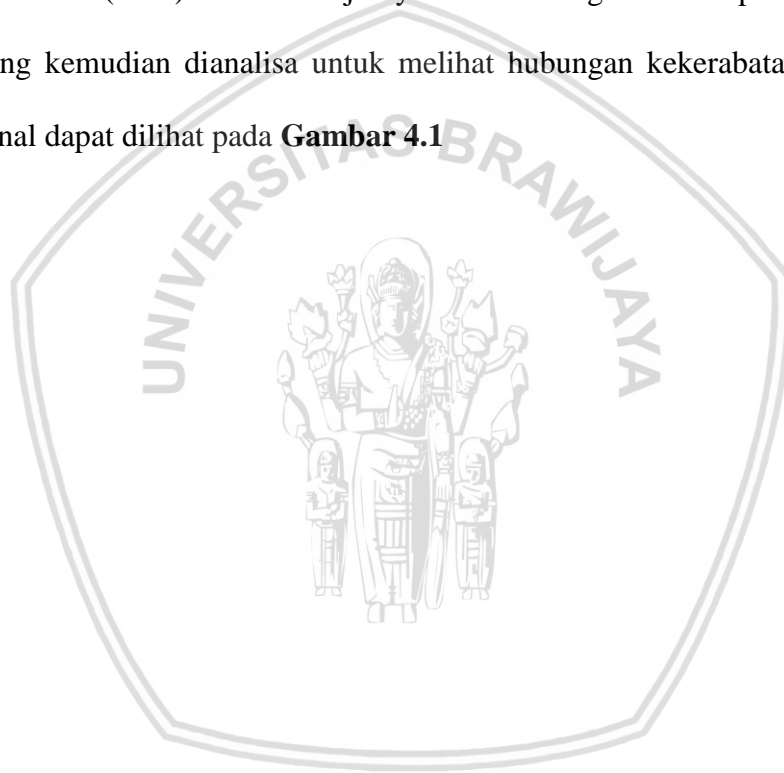 ng kemudian dianalisa untuk melihat hubungan kekerabata
nal dapat dilihat pada Gambar 4.1
UNIVERSITAS BRAWIJAYA